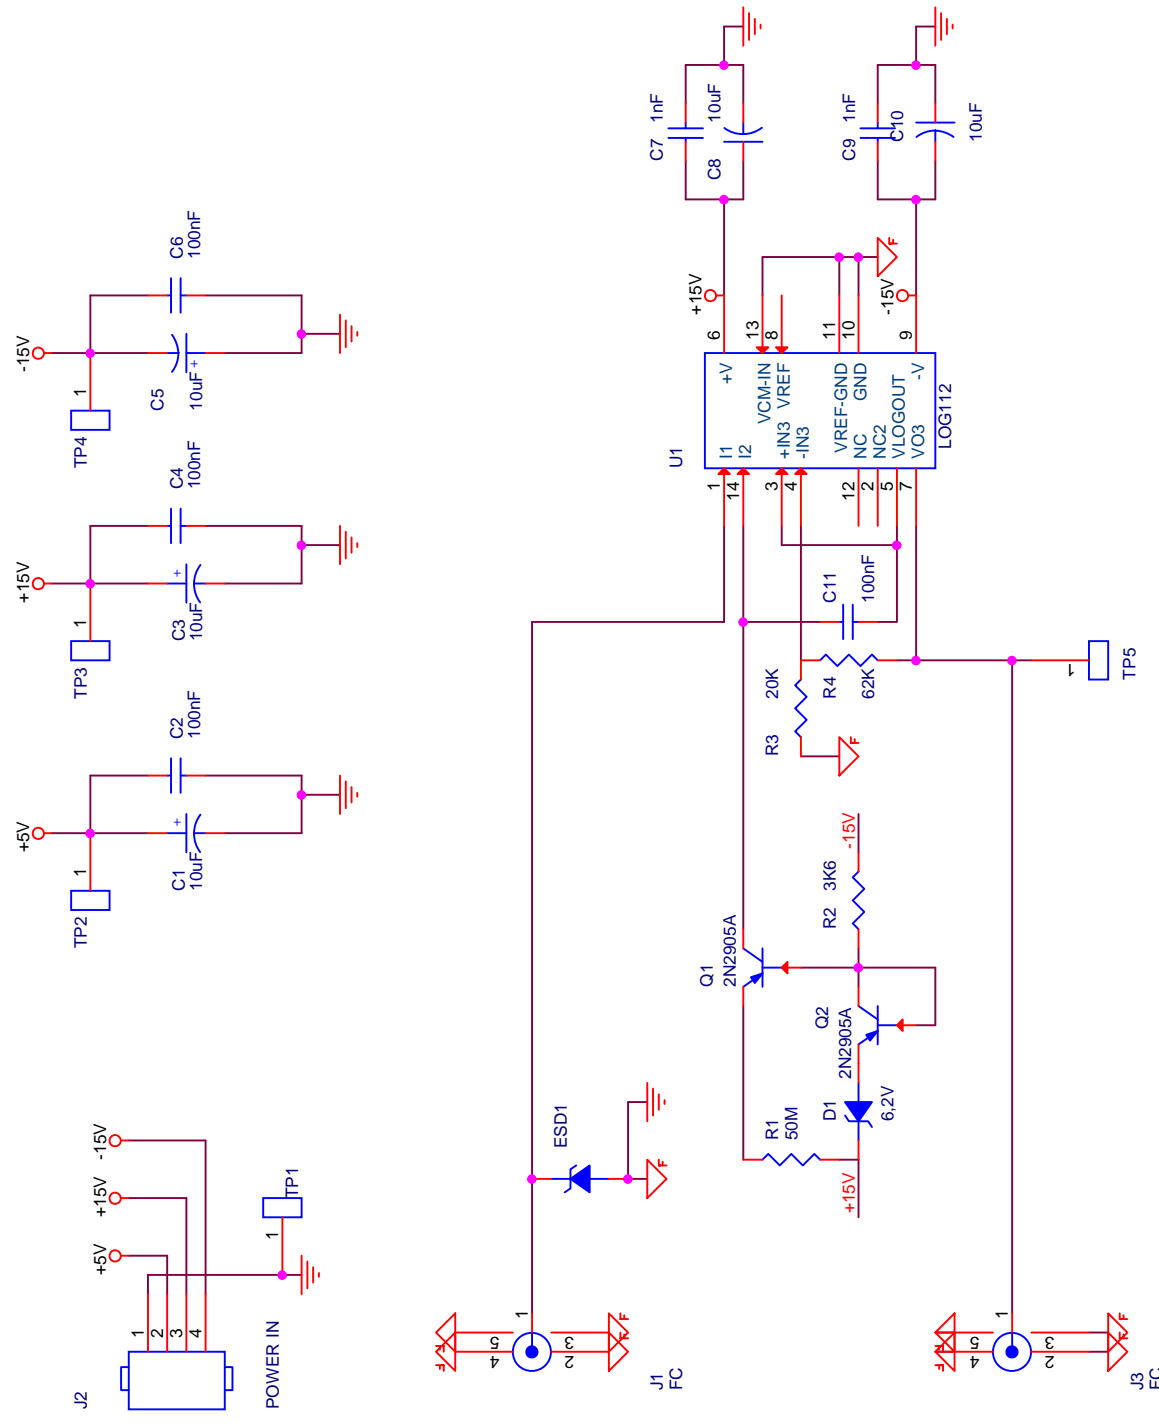 J2
POWER IN
1
2
3
4
+5V
+15V
-15V
TP1
1
TP2
1
+5V
C1
10uF
+
C2
100nF
TP3
1
+15V
C3
10uF
+
C4
100nF
TP4
1
-15V
C5
10uF
+
C6
100nF
J1
FC
1
2
3
4
5
F
F
F
F
ESD1
F
R1
50M
+15V
D1
6,2V
Q2
2N2905A
Q1
2N2905A
R2
3K6
-15V
R3
20K
F
R4
62K
C11
100nF
U1
LOG112
1
14
3
4
12
2
5
7
I1
I2
+IN3
-IN3
NC
NC2
VLOGOUT
VO3
+V
VCM-IN
VREF
VREF-GND
GND
-V
6
13
8
11
10
9
+15V
-15V
F
C7
1nF
C8
10uF
C9
1nF
C10
10uF
TP5
1
J3
FC
1
2
3
4
5
F
F
F
F